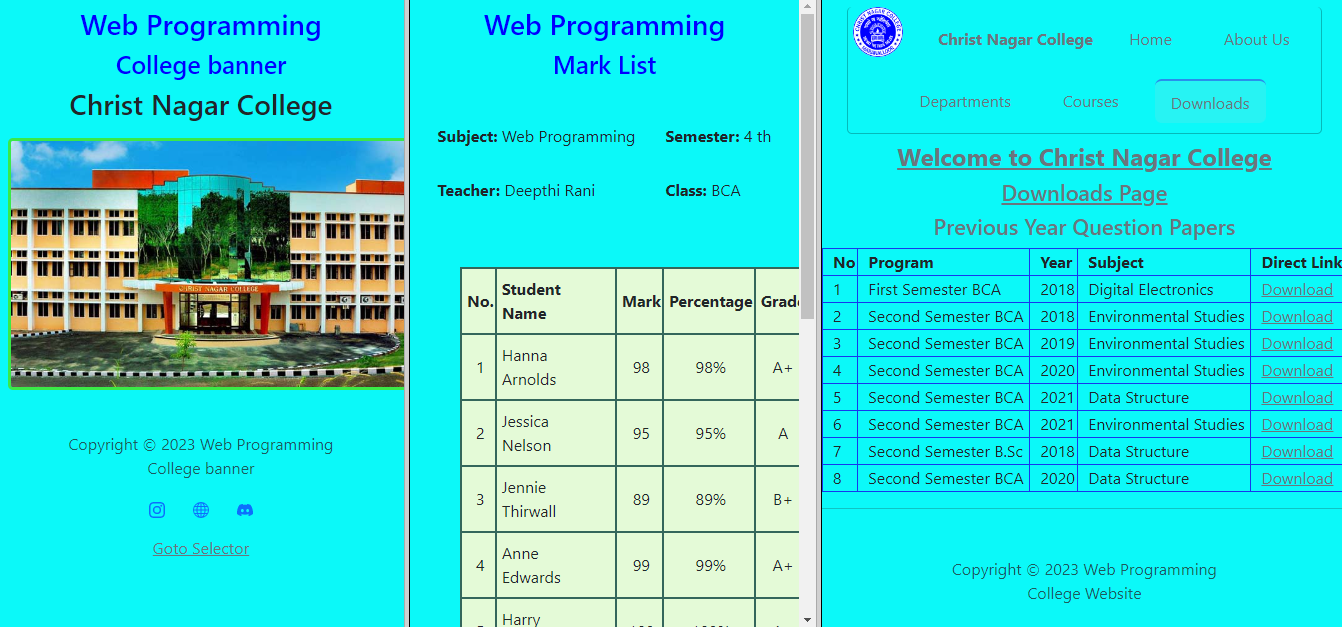 Web Programming
College banner
Christ Nagar College
CHRIST NAGAR COLLEGE
Copyright © 2023 Web Programming
College banner
Goto Selector
Web Programming
Mark List
Subject: Web Programming Semester: 4 th
Teacher: Deepthi Rani Class: BCA
No. Student Name Mark Percentage Grade
1 Hanna Arnolds 98 98% A+
2 Jessica Nelson 95 95% A
3 Jennie Thirwall 89 89% B+
4 Anne Edwards 99 99% A+
Harry
CHRIST NAGAR COLLEGE
Christ Nagar College Home About Us
Departments Courses Downloads
Welcome to Christ Nagar College
Downloads Page
Previous Year Question Papers
No Program Year Subject Direct Link
1 First Semester BCA 2018 Digital Electronics Download
2 Second Semester BCA 2018 Environmental Studies Download
3 Second Semester BCA 2019 Environmental Studies Download
4 Second Semester BCA 2020 Environmental Studies Download
5 Second Semester BCA 2021 Data Structure Download
6 Second Semester BCA 2021 Environmental Studies Download
7 Second Semester B.Sc 2018 Data Structure Download
8 Second Semester BCA 2020 Data Structure Download
Copyright © 2023 Web Programming
College Website